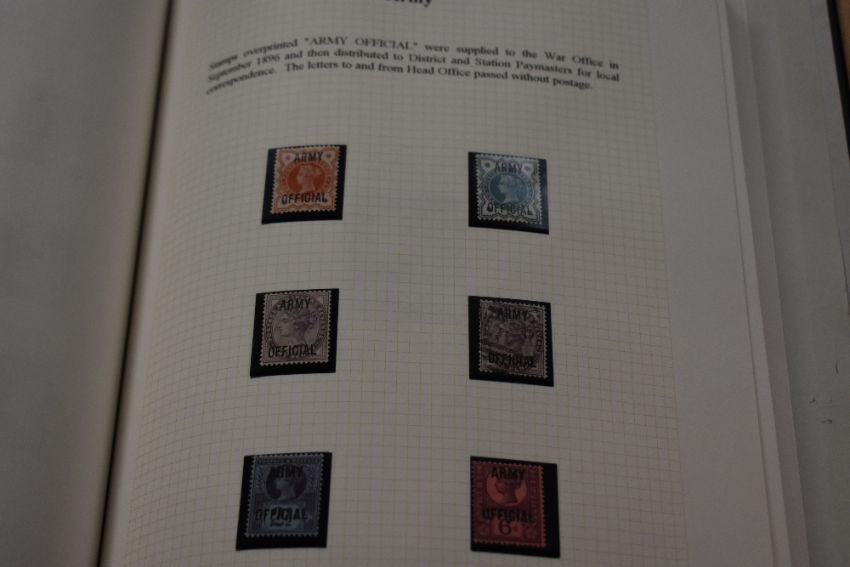 Stamps overprinted "ARMY OFFICIAL" were supplied to the War Office in
September 1896 and then distributed to District and Station Paymasters for local
correspondence. The letters to and from Head Office passed without postage.
ARMY
OFFICIAL
ARMY
OFFICIAL
ARMY
OFFICIAL
ARMY
OFFICIAL
ARMY
OFFICIAL
ARMY
OFFICIAL
6